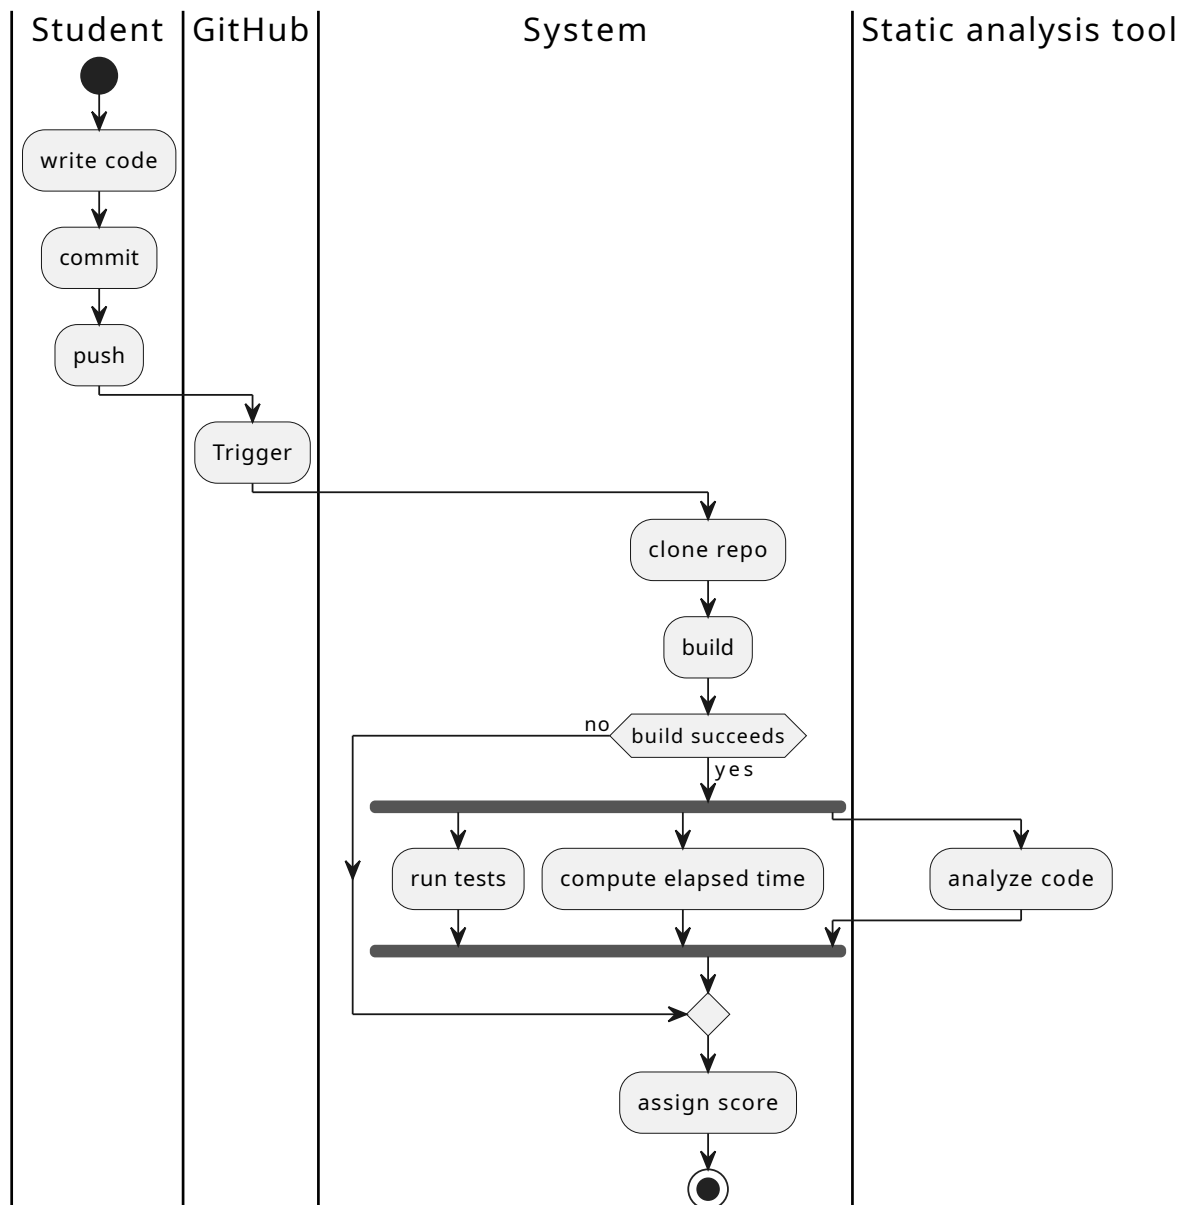 Student
GitHub
System
Static analysis tool
write code
commit
push
Trigger
clone repo
build
no
build succeeds
yes
run tests
compute elapsed time
analyze code
assign score